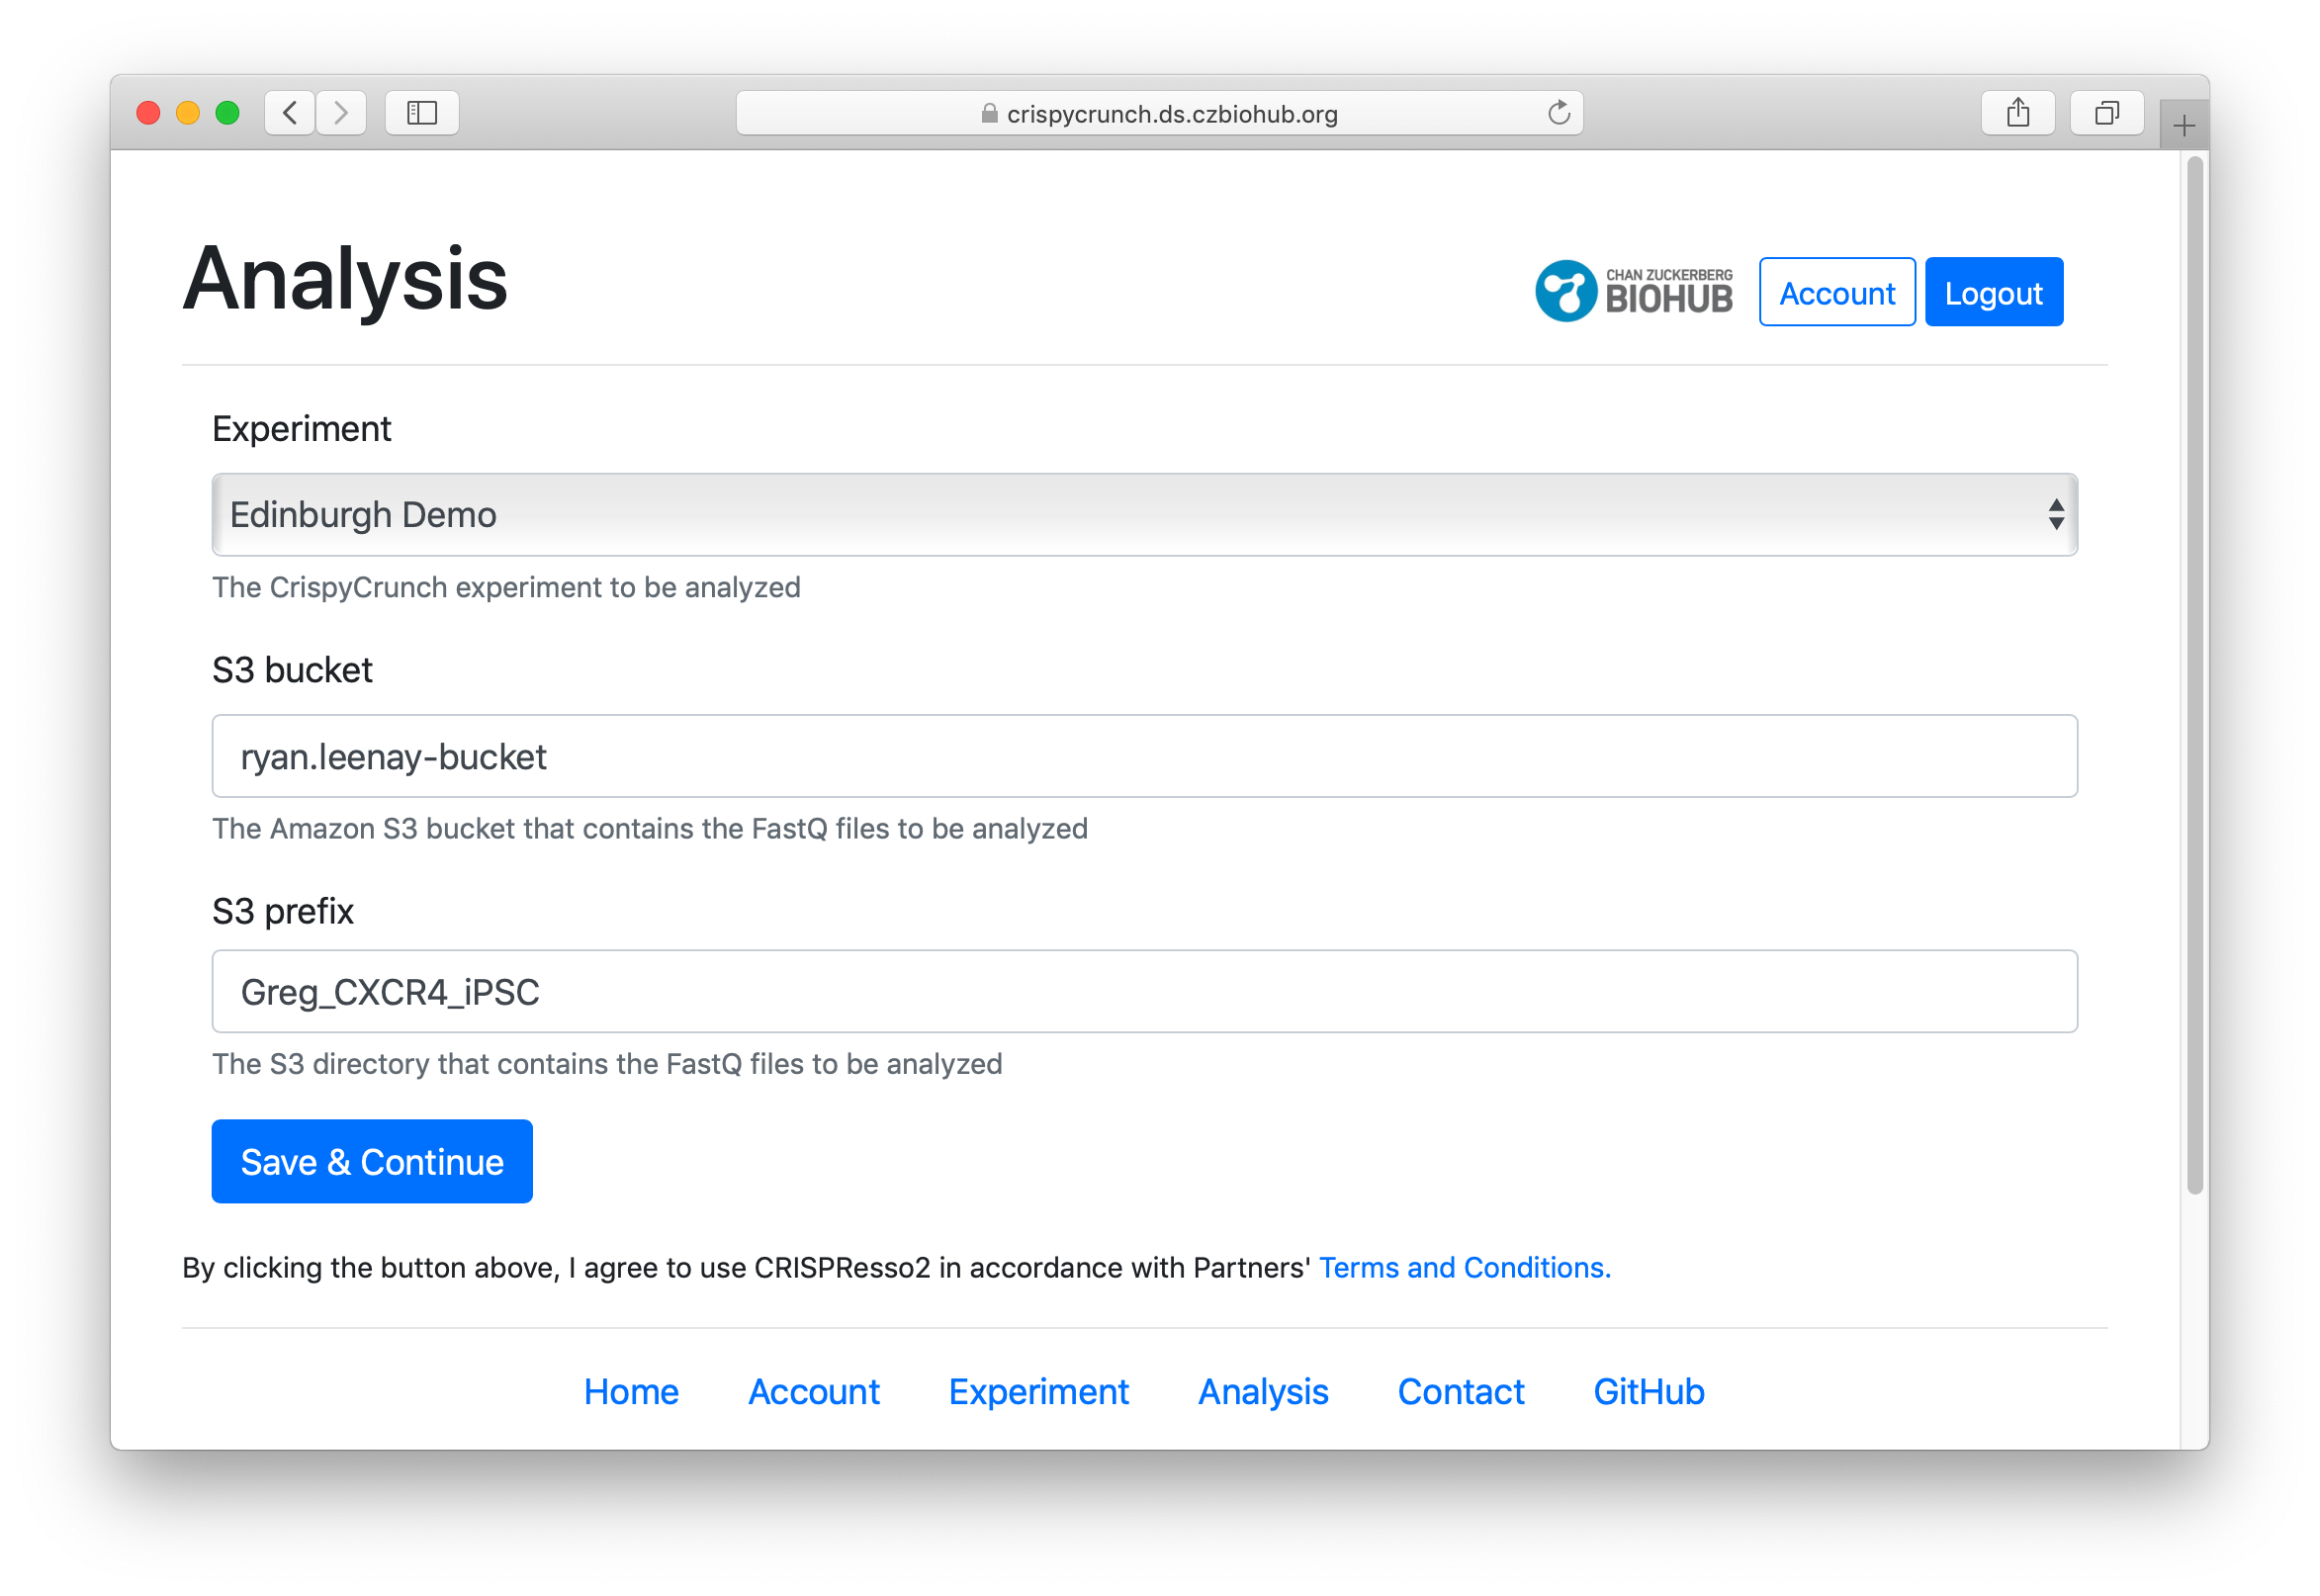 crispycrunch.ds.czbiohub.org
Analysis
CHAN ZUCKERBERG
BIOHUB
Account
Logout
Experiment
Edinburgh Demo
The CrispyCrunch experiment to be analyzed
S3 bucket
ryan.leenay-bucket
The Amazon S3 bucket that contains the FastQ files to be analyzed
S3 prefix
Greg_CXCR4_iPSC
The S3 directory that contains the FastQ files to be analyzed
Save & Continue
By clicking the button above, I agree to use CRISPResso2 in accordance with Partners' Terms and Conditions.
Home Account Experiment Analysis Contact GitHub